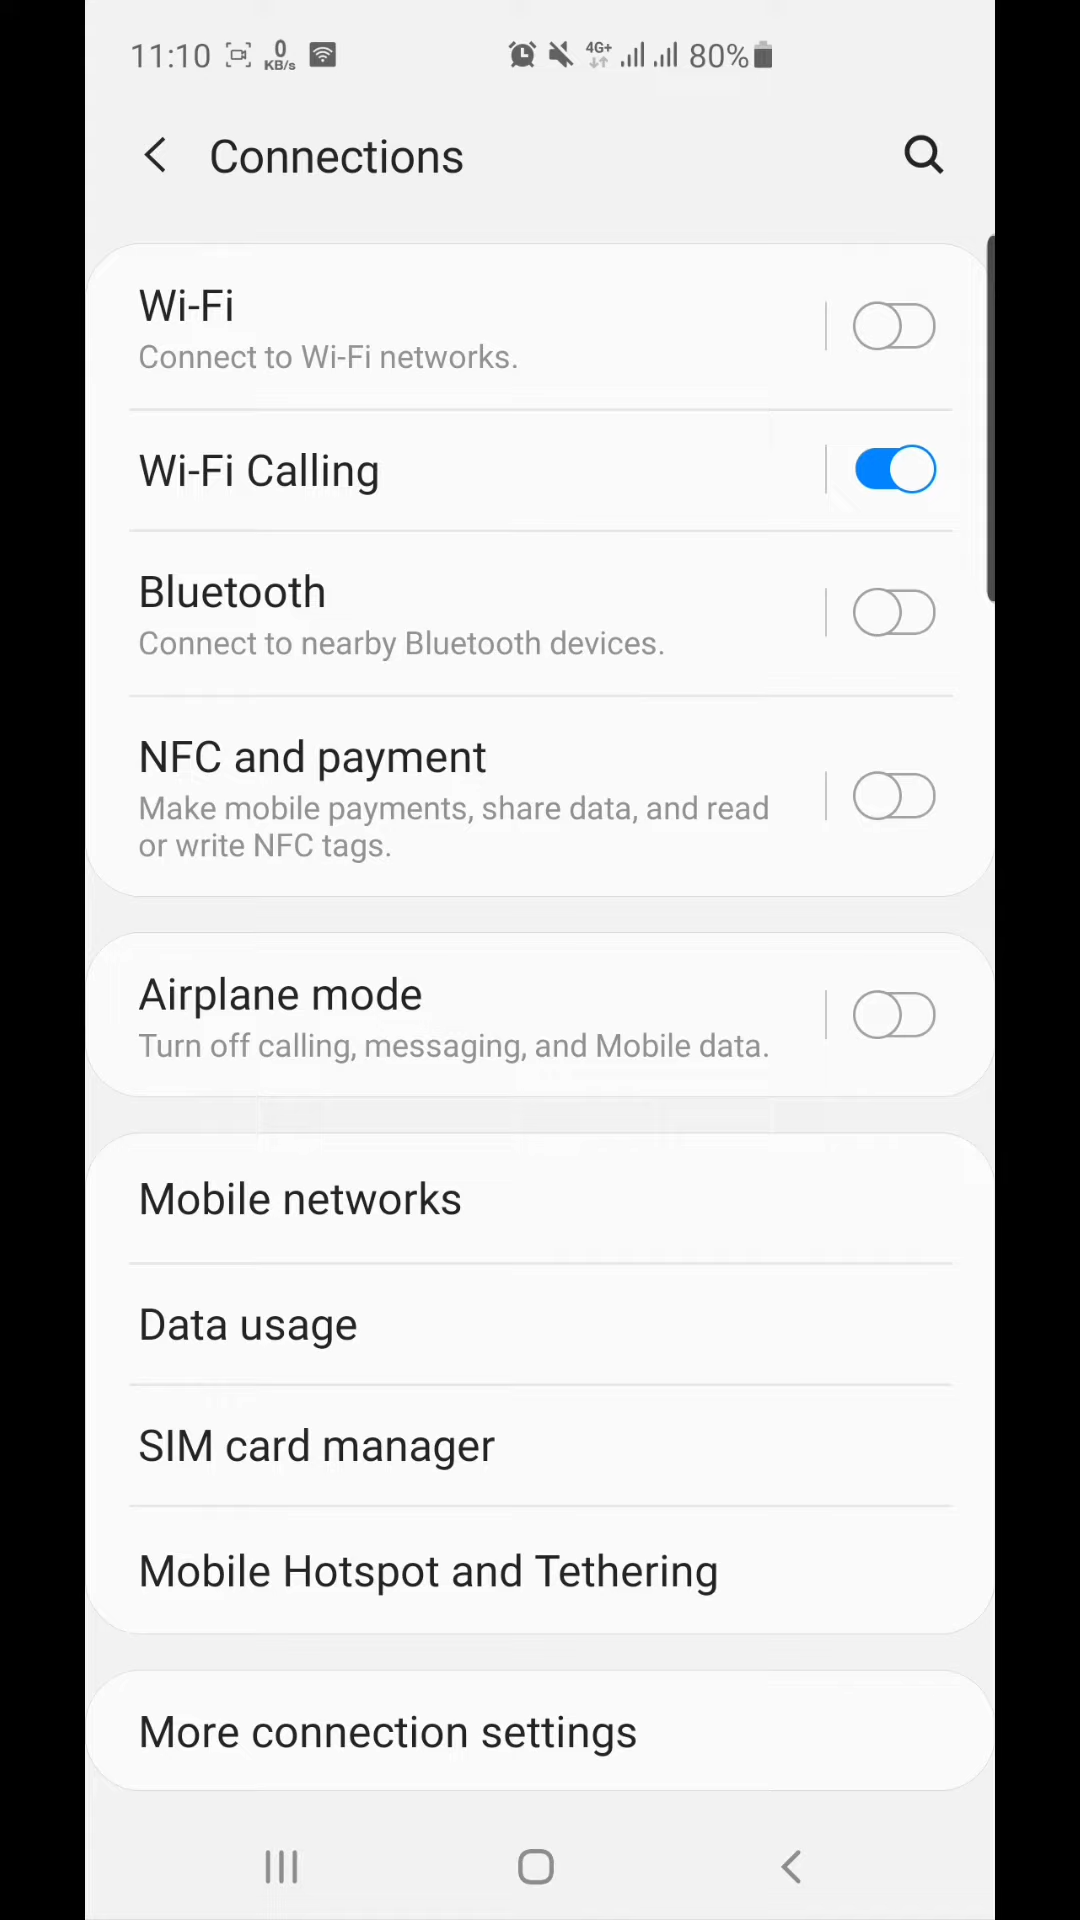 11:10 0 KB/s 4G+ 80%
Connections
Wi-Fi
Connect to Wi-Fi networks.
Wi-Fi Calling
Bluetooth
Connect to nearby Bluetooth devices.
NFC and payment
Make mobile payments, share data, and read
or write NFC tags.
Airplane mode
Turn off calling, messaging, and Mobile data.
Mobile networks
Data usage
SIM card manager
Mobile Hotspot and Tethering
More connection settings